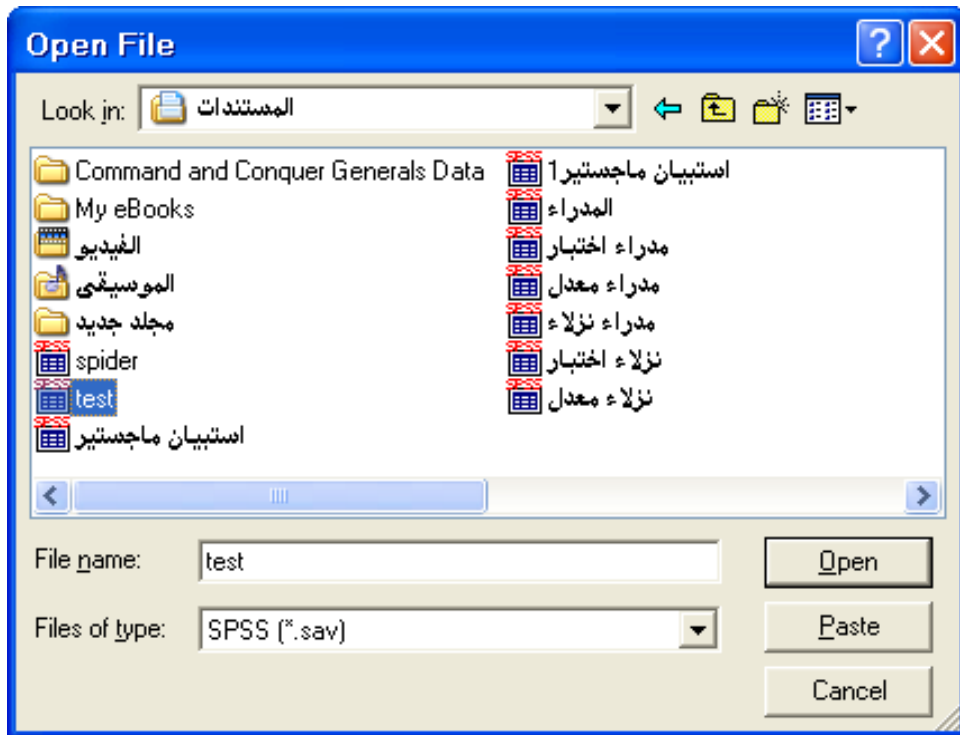 Open File
Look in: المستندات
Command and Conquer Generals Data
My eBooks
الفيديو
الموسيقى
مجلد جديد
spider
test
استبيان ماجستير
استبيان ماجستير1
المدراء
مدراء اختبار
مدراء معدل
مدراء نزلاء
نزلاء اختبار
نزلاء معدل
File name: test
Open
Files of type: SPSS (*.sav)
Paste
Cancel